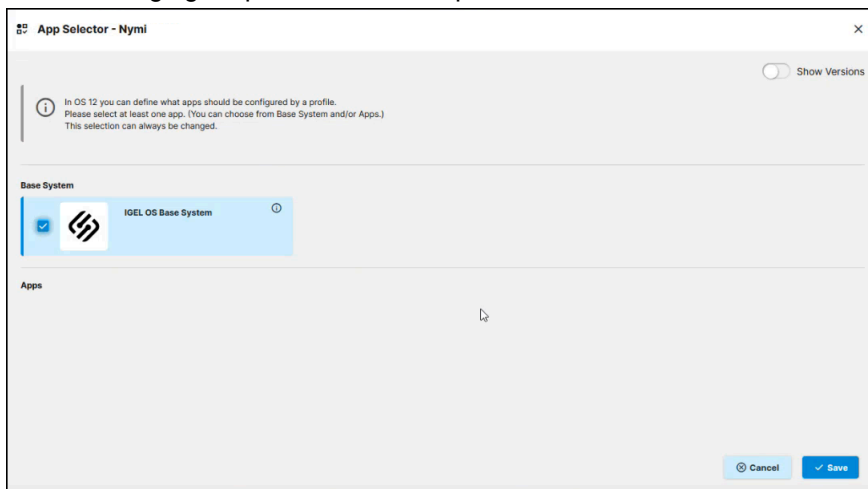 App Selector - Nymi
Show Versions
In OS 12 you can define what apps should be configured by a profile.
Please select at least one app. (You can choose from Base System and/or Apps.)
This selection can always be changed.
Base System
IGEL OS Base System
Apps
Cancel
Save